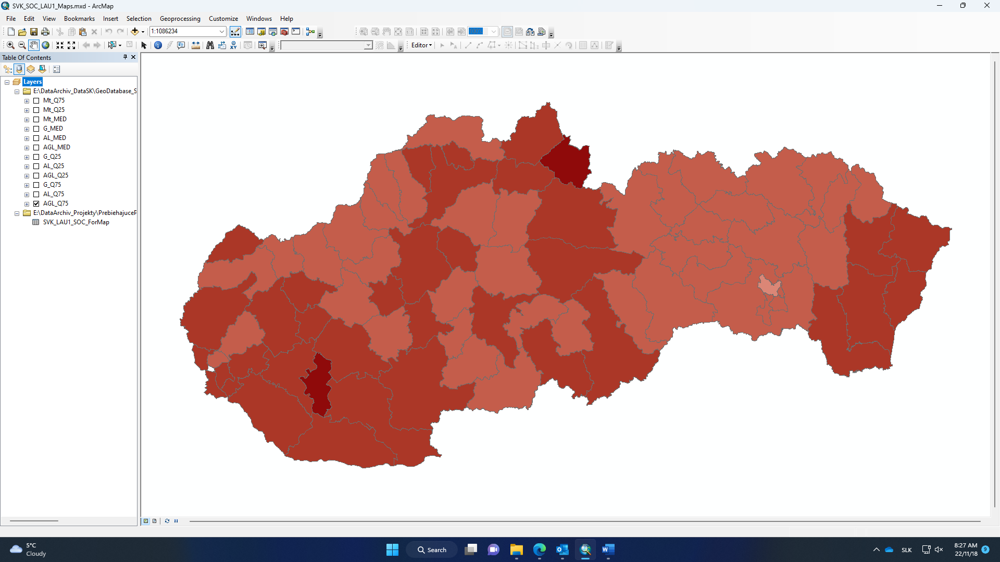 SVK_SOC_LAU1_Maps.mxd - ArcMap
File Edit View Bookmarks Insert Selection Geoprocessing Customize Windows Help
1:1086234
100%
Editor
Table Of Contents
Layers
E:\DataArchiv_DataSK\GeoDatabase_S
Mt_Q75
Mt_Q25
Mt_MED
G_MED
AL_MED
AGL_MED
G_Q25
AL_Q25
AGL_Q25
G_Q75
AL_Q75
AGL_Q75
E:\DataArchiv_Projekty\PrebiehajuceP
SVK_LAU1_SOC_ForMap
5°C
Cloudy
Search
SLK
8:27 AM
22/11/18
9